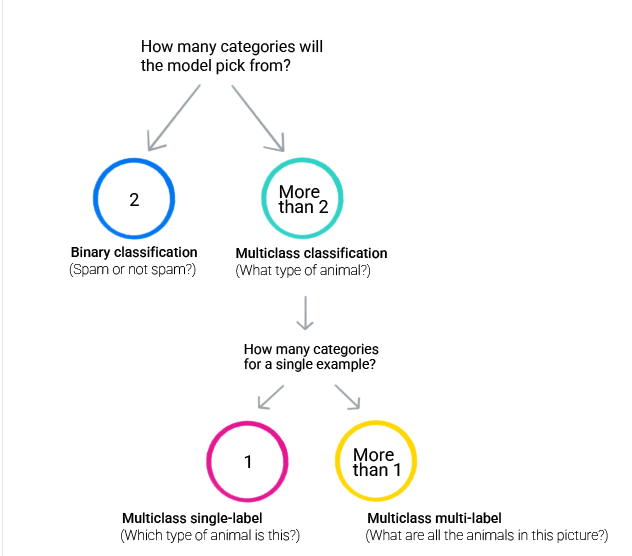 How many categories will
the model pick from?
2
More
than 2
Binary classification
(Spam or not spam?)
Multiclass classification
(What type of animal?)
How many categories
for a single example?
1
More
than 1
Multiclass single-label
(Which type of animal is this?)
Multiclass multi-label
(What are all the animals in this picture?)